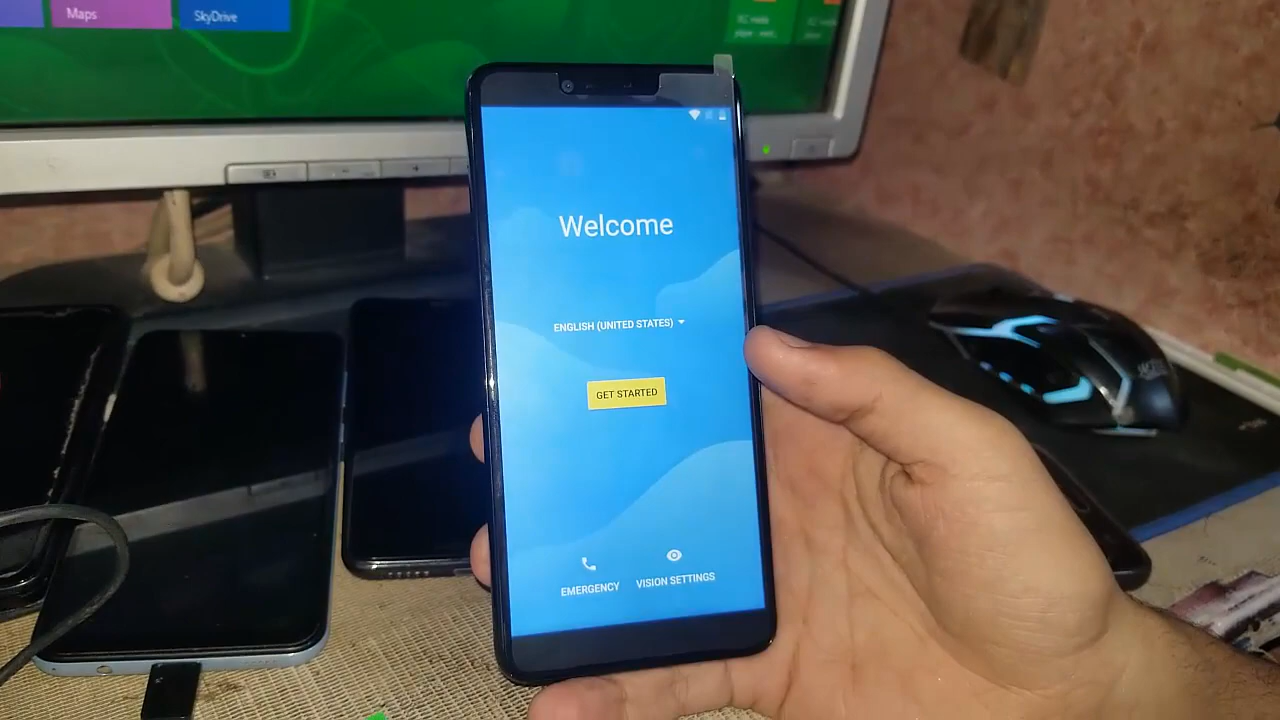 Maps
SkyDrive
Welcome
ENGLISH (UNITED STATES)
GET STARTED
EMERGENCY
VISION SETTINGS